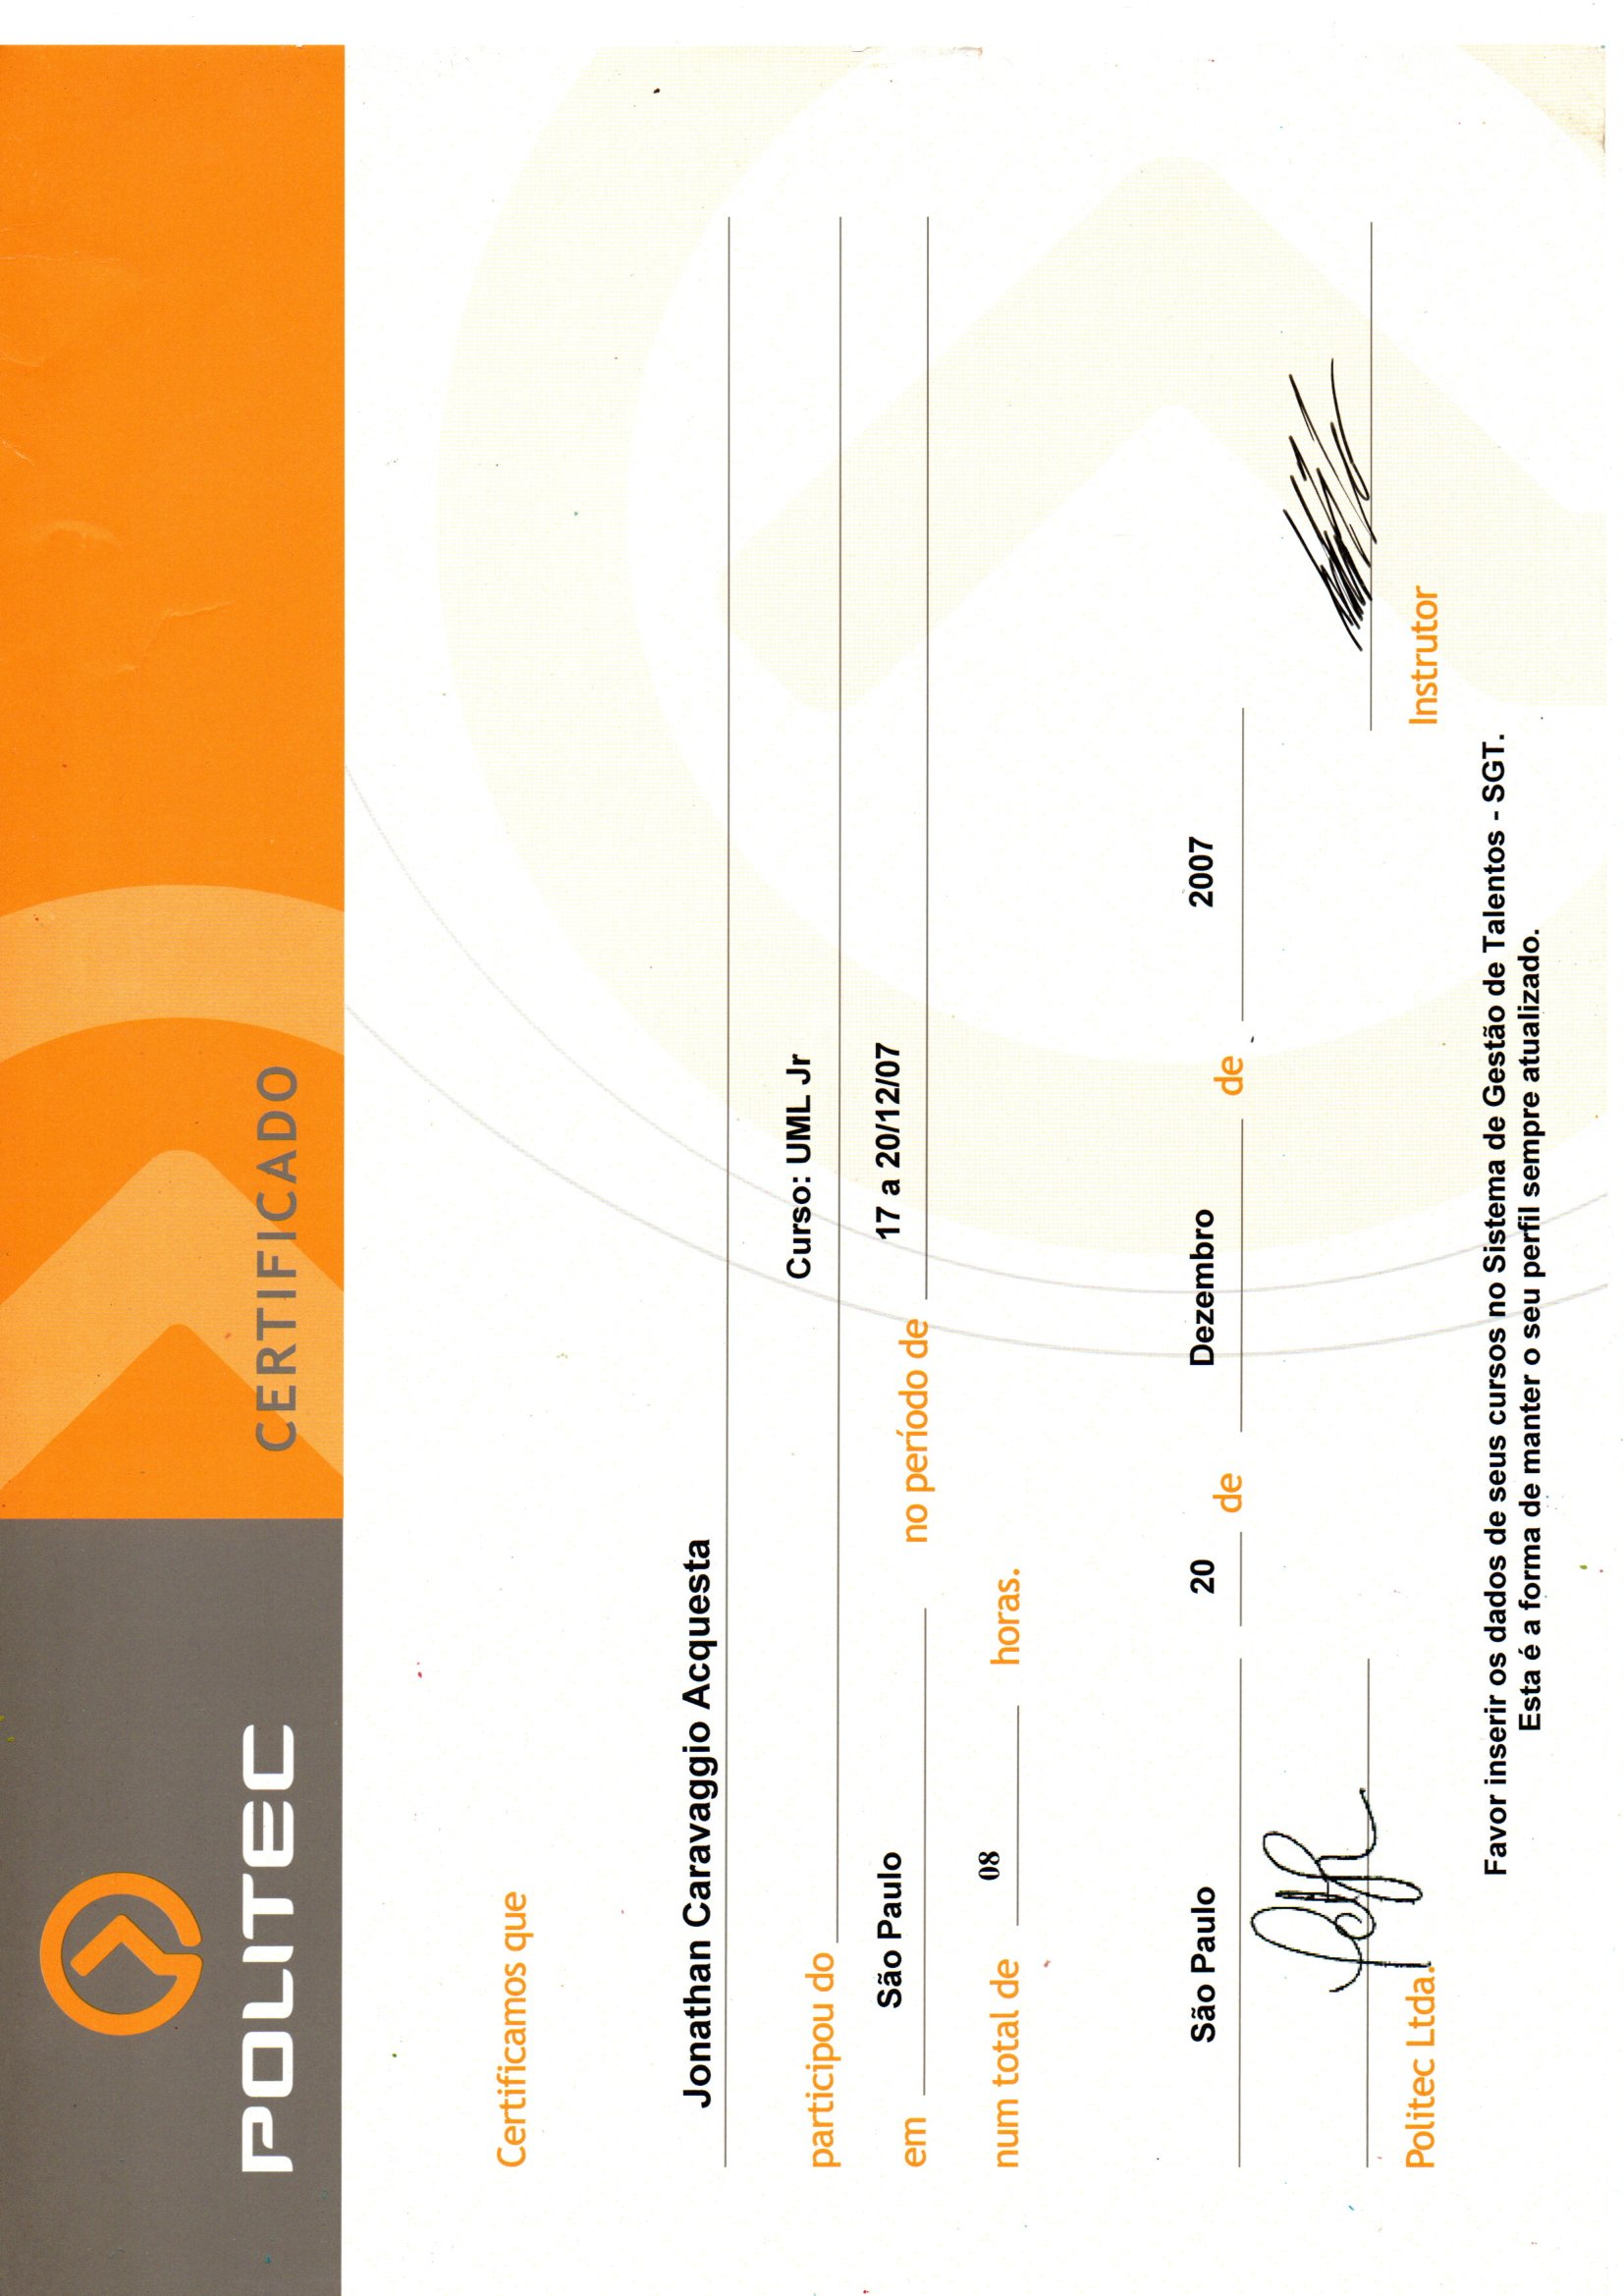 POLITEC
CERTIFICADO
Certificamos que
Jonathan Caravaggio Acquesta
participou do Curso: UML Jr
em São Paulo no período de 17 a 20/12/07
num total de 08 horas.
São Paulo 20 de Dezembro de 2007
Politec Ltda.
Instrutor
Favor inserir os dados de seus cursos no Sistema de Gestão de Talentos - SGT.
Esta é a forma de manter o seu perfil sempre atualizado.